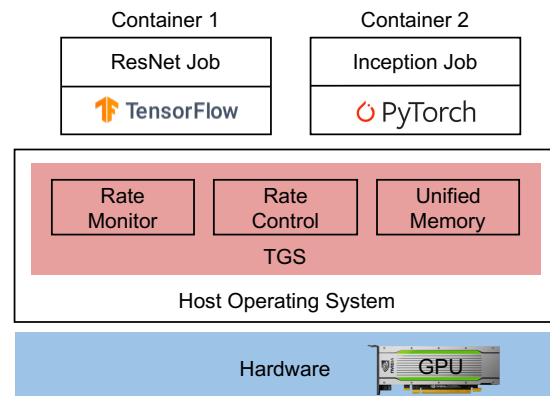 Container 1
Container 2
ResNet Job
Inception Job
TensorFlow
PyTorch
Rate
Monitor
Rate
Control
Unified
Memory
TGS
Host Operating System
Hardware
GPU